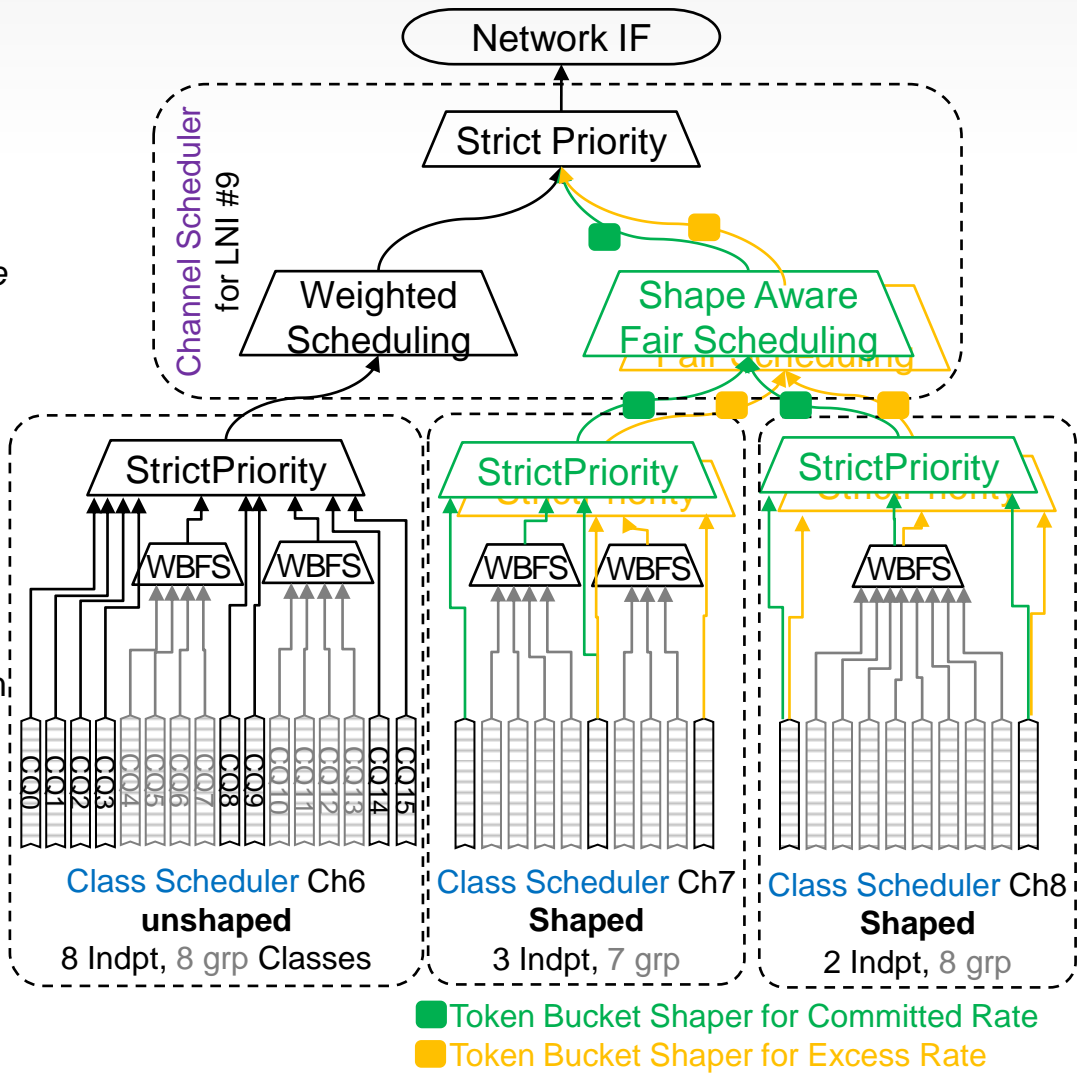 Network IF
Strict Priority
Channel Scheduler
for LNI #9
e
Weighted
Scheduling
Shape Aware
Fair Scheduling
Fair Scheduling
StrictPriority
StrictPriority
StrictPriority
StrictPriority
StrictPriority
WBFS
WBFS
WBFS
WBFS
WBFS
n
CQ0
CQ1
CQ2
CQ3
CQ4
CQ5
CQ6
CQ7
CQ8
CQ9
CQ10
CQ11
CQ12
CQ13
CQ14
CQ15
Class Scheduler Ch6
unshaped
8 Indpt, 8 grp Classes
Class Scheduler Ch7
Shaped
3 Indpt, 7 grp
Class Scheduler Ch8
Shaped
2 Indpt, 8 grp
Token Bucket Shaper for Committed Rate
Token Bucket Shaper for Excess Rate